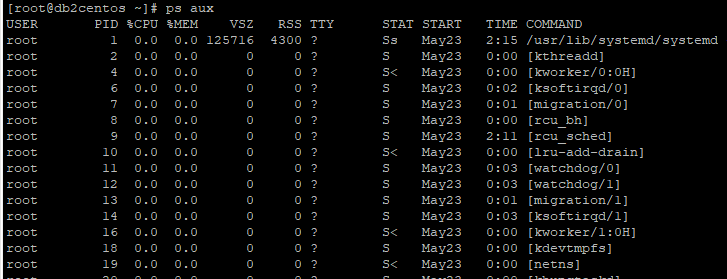 [root@db2centos ~]# ps aux
USER PID %CPU %MEM VSZ RSS TTY STAT START TIME COMMAND
root 1 0.0 0.0 125716 4300 ? Ss May23 2:15 /usr/lib/systemd/systemd
root 2 0.0 0.0 0 0 ? S May23 0:00 [kthreadd]
root 4 0.0 0.0 0 0 ? S< May23 0:00 [kworker/0:0H]
root 6 0.0 0.0 0 0 ? S May23 0:02 [ksoftirqd/0]
root 7 0.0 0.0 0 0 ? S May23 0:01 [migration/0]
root 8 0.0 0.0 0 0 ? S May23 0:00 [rcu_bh]
root 9 0.0 0.0 0 0 ? S May23 2:11 [rcu_sched]
root 10 0.0 0.0 0 0 ? S< May23 0:00 [lru-add-drain]
root 11 0.0 0.0 0 0 ? S May23 0:03 [watchdog/0]
root 12 0.0 0.0 0 0 ? S May23 0:03 [watchdog/1]
root 13 0.0 0.0 0 0 ? S May23 0:01 [migration/1]
root 14 0.0 0.0 0 0 ? S May23 0:03 [ksoftirqd/1]
root 16 0.0 0.0 0 0 ? S< May23 0:00 [kworker/1:0H]
root 18 0.0 0.0 0 0 ? S May23 0:00 [kdevtmpfs]
root 19 0.0 0.0 0 0 ? S< May23 0:00 [netns]